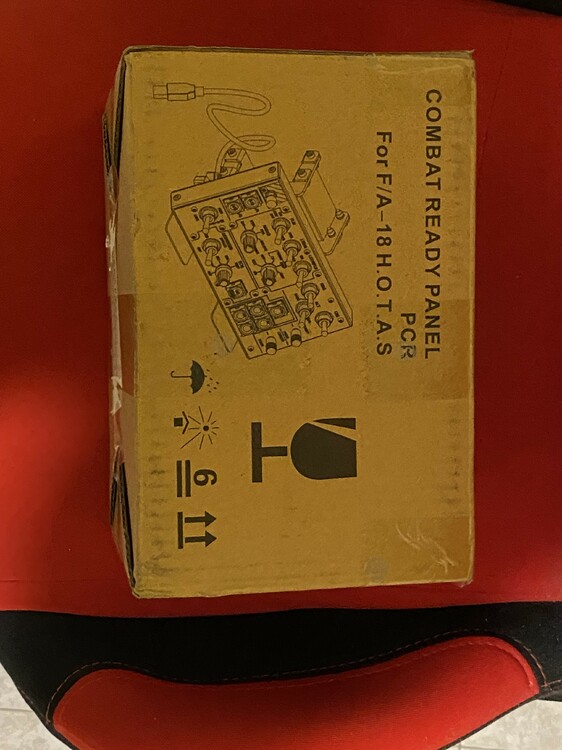 COMBAT READY PANEL
PCR
For F/A-18 H.O.T.A.S
6